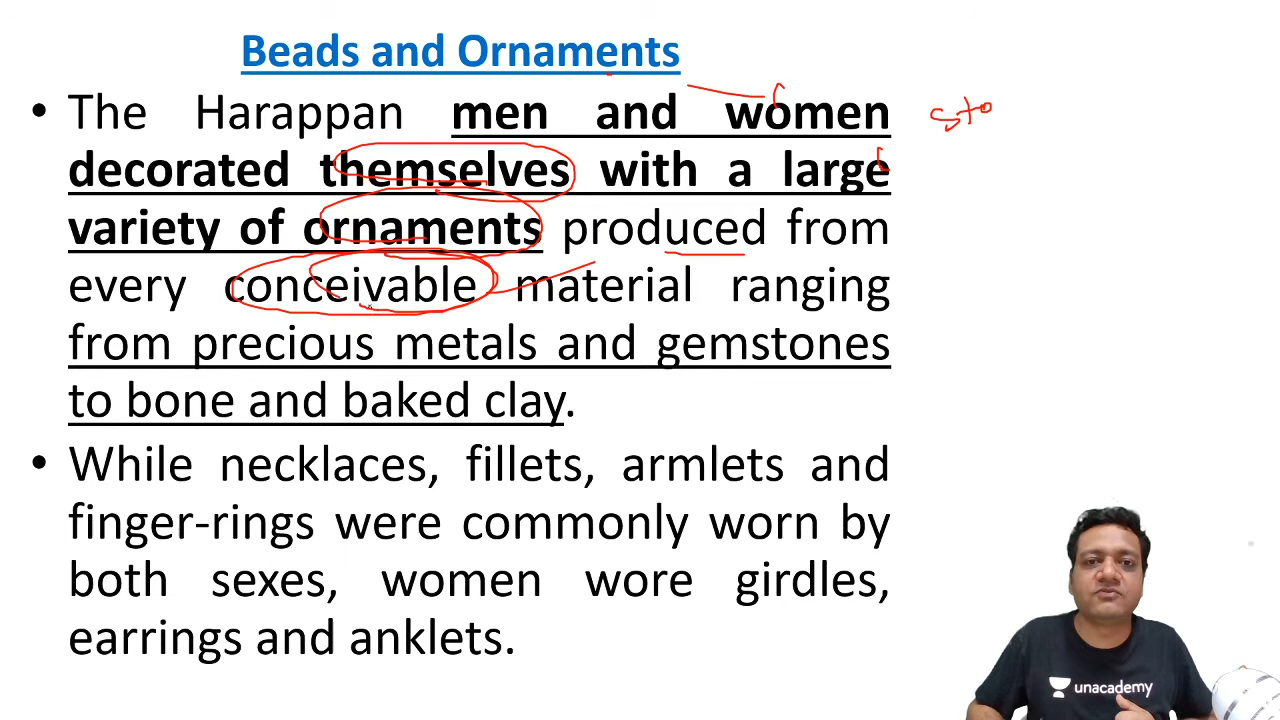 Beads and Ornaments
• The Harappan men and women
sto
decorated themselves with a large
variety of ornaments produced from
every conceivable material ranging
from precious metals and gemstones
to bone and baked clay.
• While necklaces, fillets, armlets and
finger-rings were commonly worn by
both sexes, women wore girdles,
earrings and anklets.
unacademy